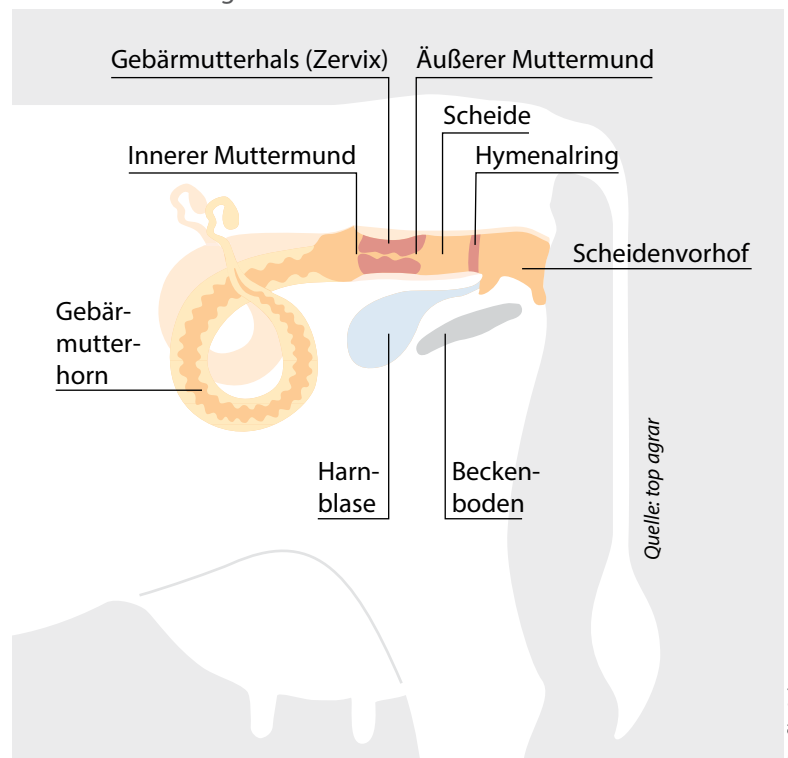 Gebärmutterhals (Zervix)
Äußerer Muttermund
Scheide
Innerer Muttermund
Hymenalring
Scheidenvorhof
Gebär-
mutter-
horn
Harn-
blase
Becken-
boden
Quelle: top agrar